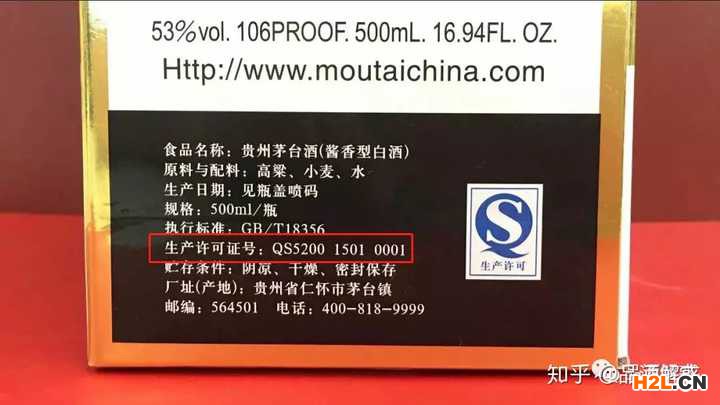 53%vol. 106PROOF. 500mL. 16.94FL. OZ.
Http://www.moutaichina.com
食品名称：贵州茅台酒(酱香型白酒)
原料与配料：高粱、小麦、水
生产日期：见瓶盖喷码
规格：500ml/瓶
执行标准：GB/T18356
生产许可证号：QS5200 1501 0001
贮存条件：阴凉、干燥、密封保存
厂址(产地)：贵州省仁怀市茅台镇
邮编：564501 电话：400-818-9999
S
生产许可
知乎 @品酒解惑
H2L.CN